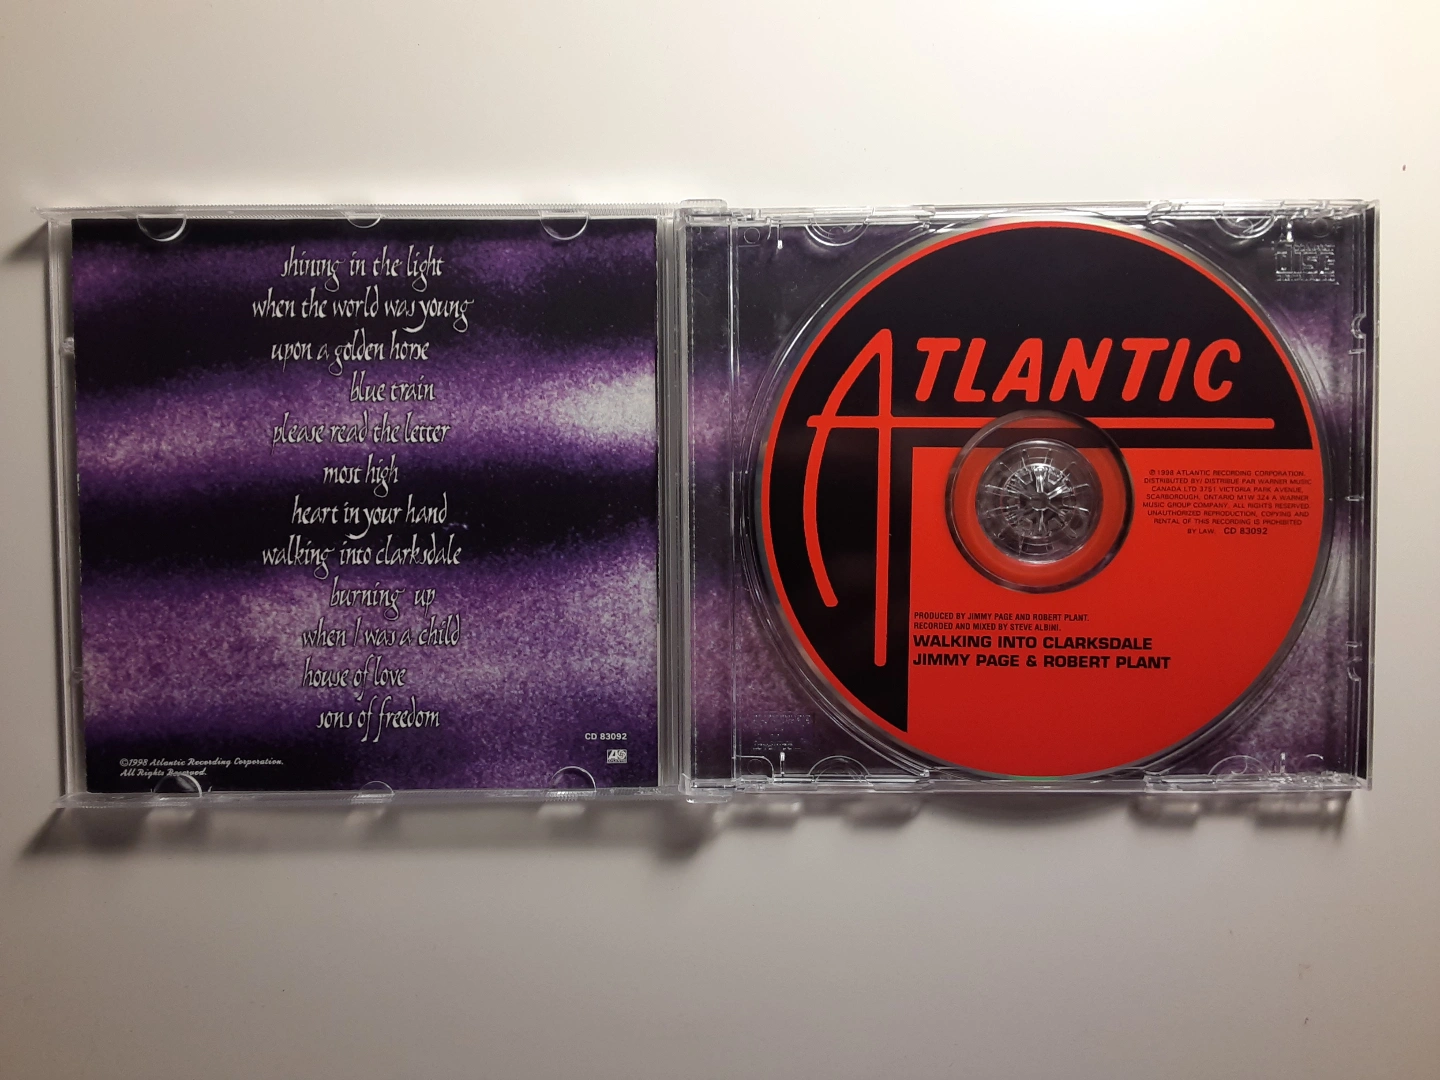 shining in the light
when the world was young
upon a golden horse
blue train
please read the letter
most high
heart in your hand
walking into clarksdale
burning up
when I was a child
house of love
sons of freedom
CD 83092
©1998 Atlantic Recording Corporation.
All Rights Reserved.
DISC
ATLANTIC
℗ 1998 ATLANTIC RECORDING CORPORATION.
DISTRIBUTED BY/ DISTRIBUE PAR WARNER MUSIC
CANADA LTD 3751 VICTORIA PARK AVENUE,
SCARBOROUGH, ONTARIO M1W 3Z4 A WARNER
MUSIC GROUP COMPANY. ALL RIGHTS RESERVED
UNAUTHORIZED REPRODUCTION, COPYING AND
RENTAL OF THIS RECORDING IS PROHIBITED
BY LAW. CD 83092
PRODUCED BY JIMMY PAGE AND ROBERT PLANT.
RECORDED AND MIXED BY STEVE ALBINI.
WALKING INTO CLARKSDALE
JIMMY PAGE & ROBERT PLANT